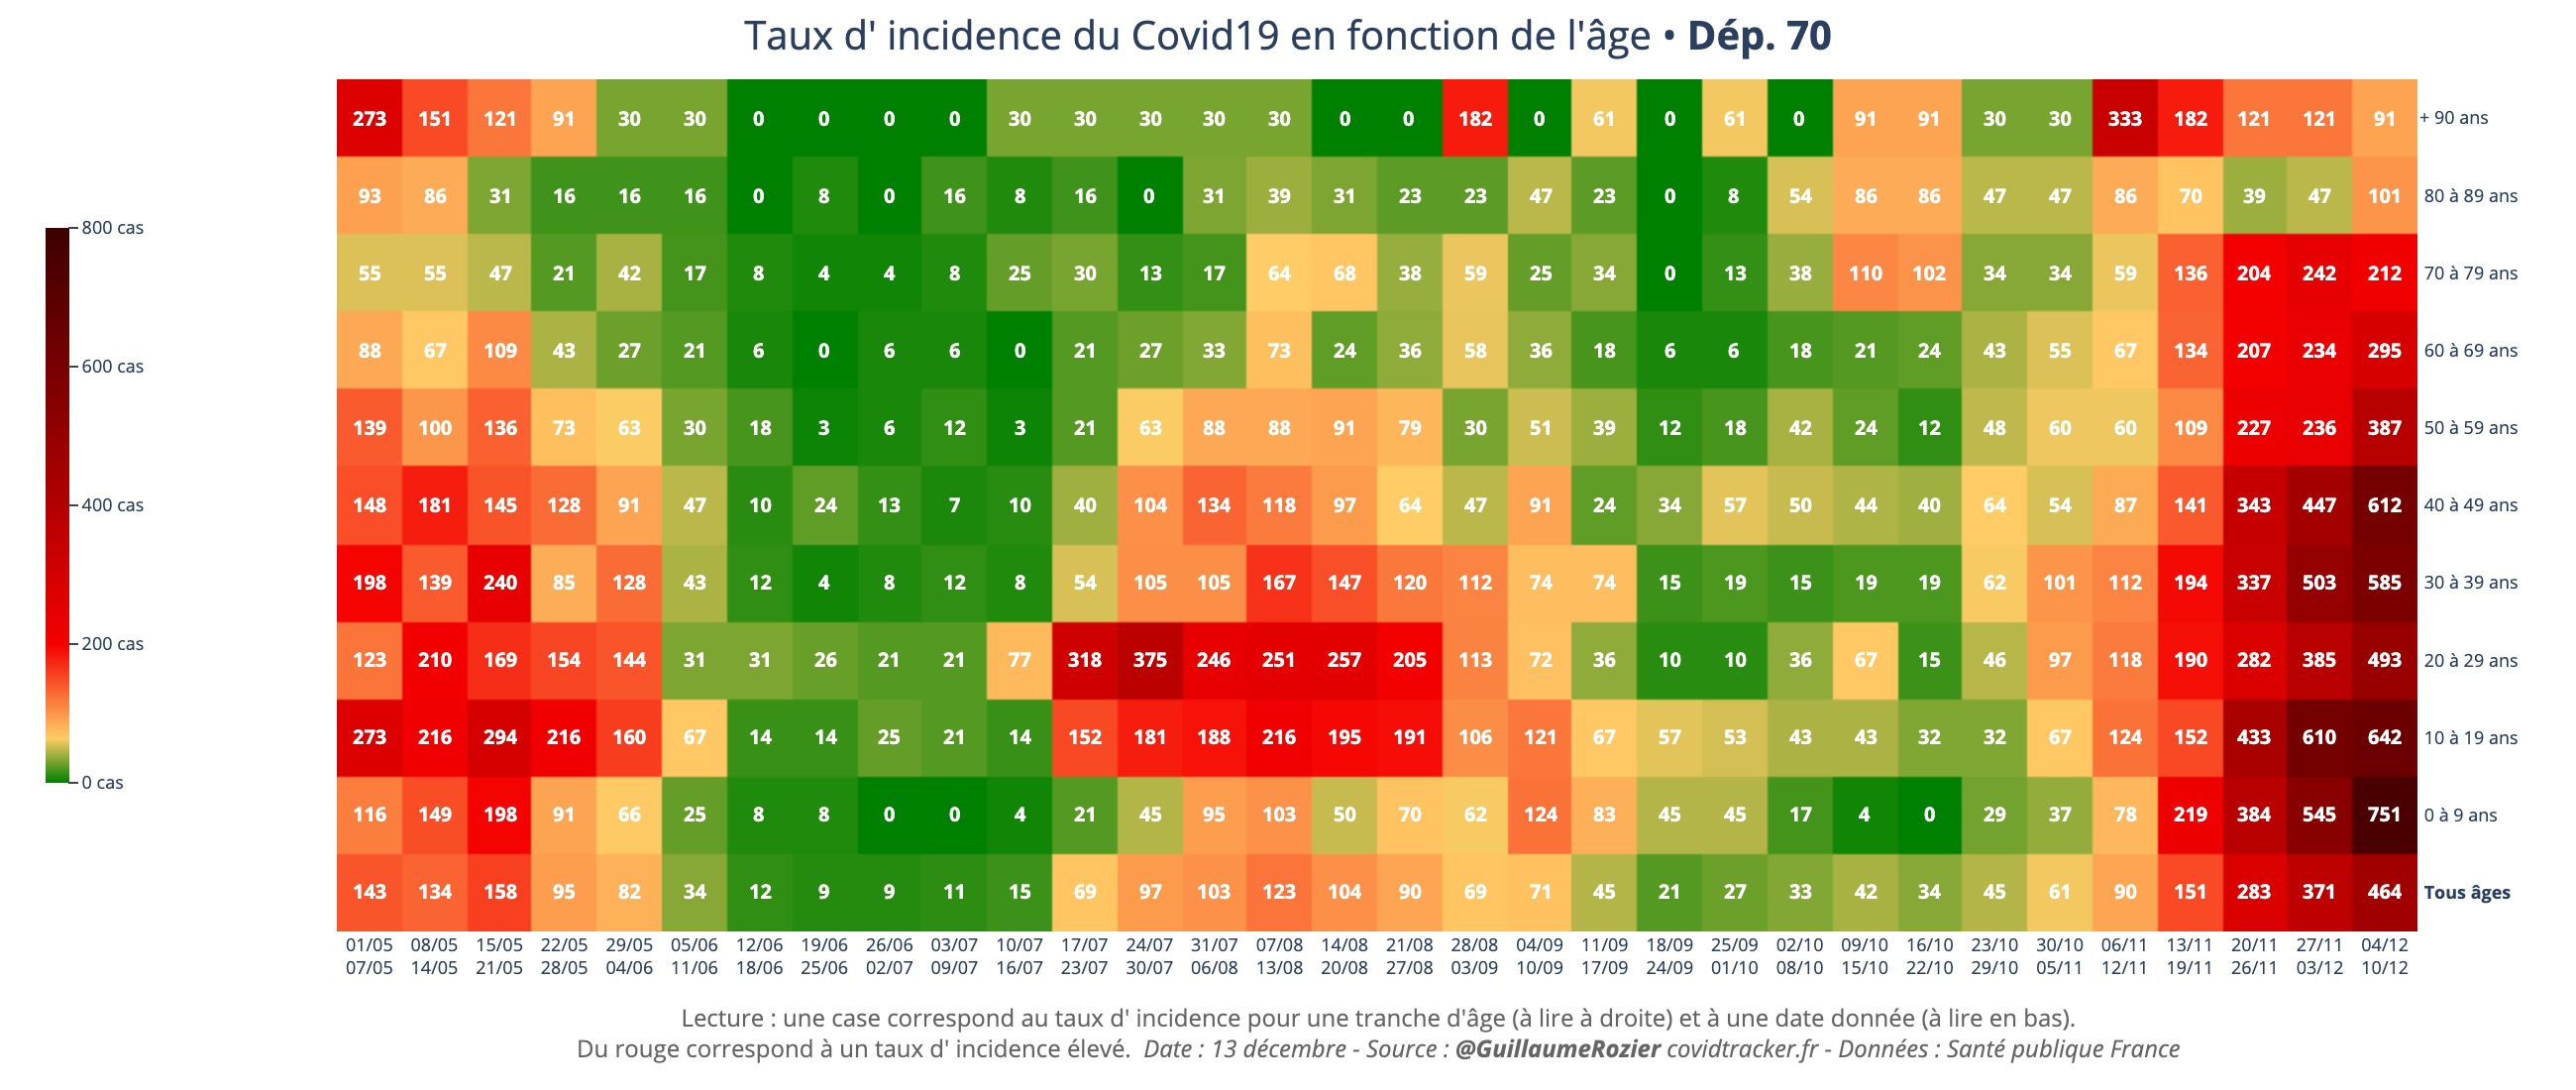 Taux d' incidence du Covid19 en fonction de l'âge • Dép. 70
273 151 121 91 30 30 0 0 0 0 30 30 30 30 30 0 0 182 0 61 0 61 0 91 91 30 30 333 182 121 121 91 + 90 ans
93 86 31 16 16 16 0 8 0 16 8 16 0 31 39 31 23 23 47 23 0 8 54 86 86 47 47 86 70 39 47 101 80 à 89 ans
800 cas
55 55 47 21 42 17 8 4 4 8 25 30 13 17 64 68 38 59 25 34 0 13 38 110 102 34 34 59 136 204 242 212 70 à 79 ans
88 67 109 43 27 21 6 0 6 6 0 21 27 33 73 24 36 58 36 18 6 6 18 21 24 43 55 67 134 207 234 295 60 à 69 ans
600 cas
139 100 136 73 63 30 18 3 6 12 3 21 63 88 88 91 79 30 51 39 12 18 42 24 12 48 60 60 109 227 236 387 50 à 59 ans
400 cas
148 181 145 128 91 47 10 24 13 7 10 40 104 134 118 97 64 47 91 24 34 57 50 44 40 64 54 87 141 343 447 612 40 à 49 ans
198 139 240 85 128 43 12 4 8 12 8 54 105 105 167 147 120 112 74 74 15 19 15 19 19 62 101 112 194 337 503 585 30 à 39 ans
200 cas
123 210 169 154 144 31 31 26 21 21 77 318 375 246 251 257 205 113 72 36 10 10 36 67 15 46 97 118 190 282 385 493 20 à 29 ans
273 216 294 216 160 67 14 14 25 21 14 152 181 188 216 195 191 106 121 67 57 53 43 43 32 32 67 124 152 433 610 642 10 à 19 ans
0 cas
116 149 198 91 66 25 8 8 0 0 4 21 45 95 103 50 70 62 124 83 45 45 17 4 0 29 37 78 219 384 545 751 0 à 9 ans
143 134 158 95 82 34 12 9 9 11 15 69 97 103 123 104 90 69 71 45 21 27 33 42 34 45 61 90 151 283 371 464 Tous âges
01/05 08/05 15/05 22/05 29/05 05/06 12/06 19/06 26/06 03/07 10/07 17/07 24/07 31/07 07/08 14/08 21/08 28/08 04/09 11/09 18/09 25/09 02/10 09/10 16/10 23/10 30/10 06/11 13/11 20/11 27/11 04/12
07/05 14/05 21/05 28/05 04/06 11/06 18/06 25/06 02/07 09/07 16/07 23/07 30/07 06/08 13/08 20/08 27/08 03/09 10/09 17/09 24/09 01/10 08/10 15/10 22/10 29/10 05/11 12/11 19/11 26/11 03/12 10/12
Lecture : une case correspond au taux d' incidence pour une tranche d'âge (à lire à droite) et à une date donnée (à lire en bas).
Du rouge correspond à un taux d' incidence élevé. Date : 13 décembre - Source : @GuillaumeRozier covidtracker.fr - Données : Santé publique France